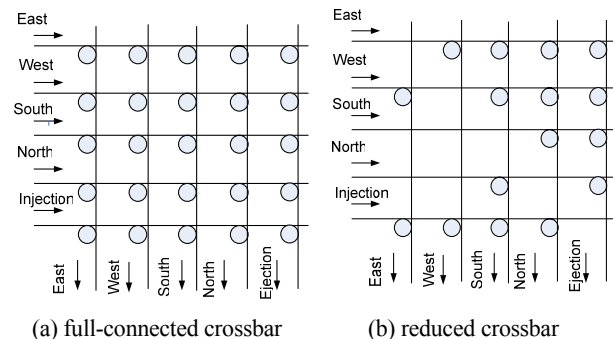 East
West
South
North
Injection
East
West
South
North
Ejection
(a) full-connected crossbar
East
West
South
North
Injection
East
West
South
North
Ejection
(b) reduced crossbar